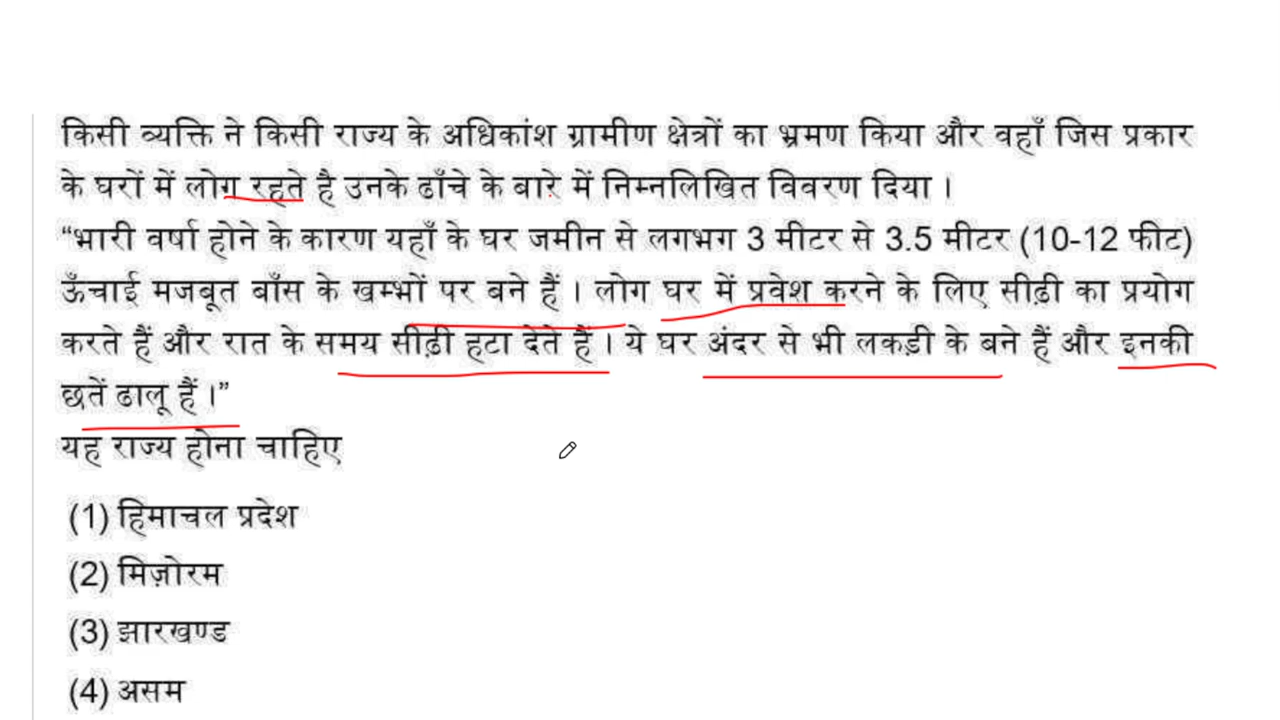 किसी व्यक्ति ने किसी राज्य के अधिकांश ग्रामीण क्षेत्रों का भ्रमण किया और वहाँ जिस प्रकार
के घरों में लोग रहते है उनके ढाँचे के बारे में निम्नलिखित विवरण दिया ।
“भारी वर्षा होने के कारण यहाँ के घर जमीन से लगभग 3 मीटर से 3.5 मीटर (10-12 फीट)
ऊँचाई मजबूत बाँस के खम्भों पर बने हैं । लोग घर में प्रवेश करने के लिए सीढ़ी का प्रयोग
करते हैं और रात के समय सीढ़ी हटा देते हैं । ये घर अंदर से भी लकड़ी के बने हैं और इनकी
छतें ढालू हैं ।”
यह राज्य होना चाहिए
(1) हिमाचल प्रदेश
(2) मिज़ोरम
(3) झारखण्ड
(4) असम